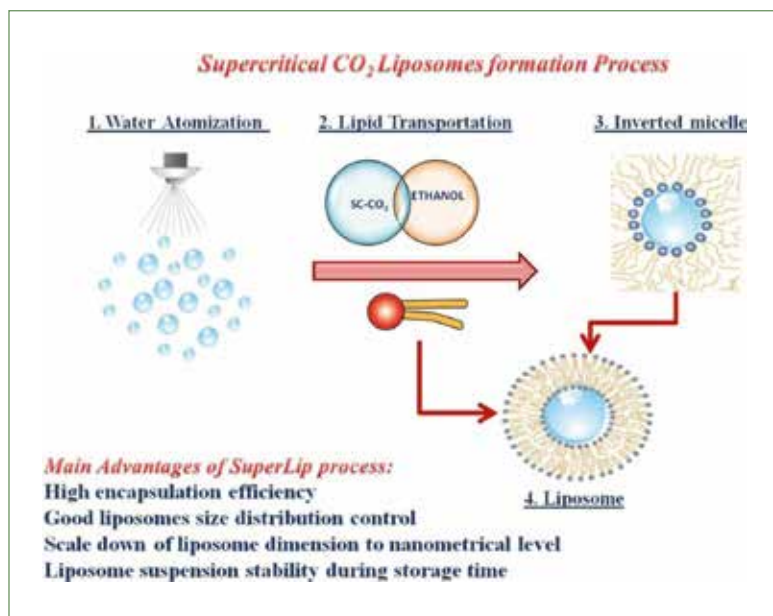 Supercritical CO₂ Liposomes formation Process
1. Water Atomization
2. Lipid Transportation
3. Inverted micelle
SC-CO₂
ETHANOL
4. Liposome
Main Advantages of SuperLip process:
High encapsulation efficiency
Good liposomes size distribution control
Scale down of liposome dimension to nanometrical level
Liposome suspension stability during storage time